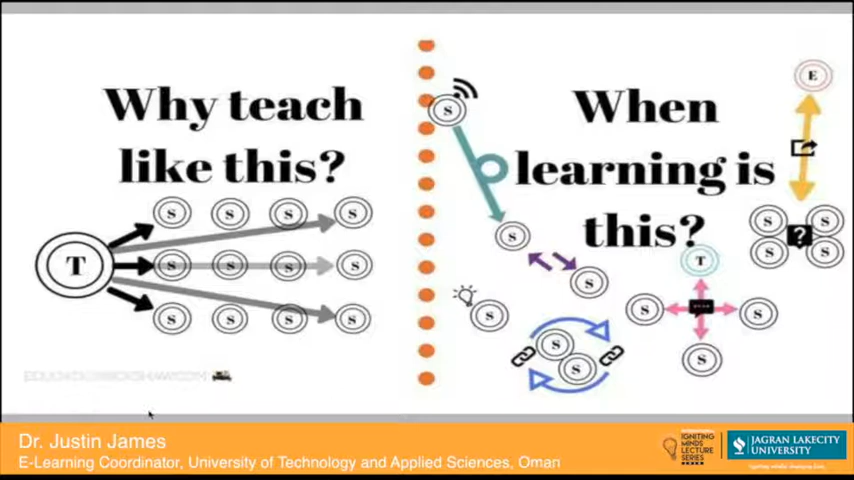 Why teach
like this?
T
S S S S
S S S S
S S S S
When
learning is
this?
S
S
S
S
S
S
E
S S
?
S S
T
S S
S
Dr. Justin James
E-Learning Coordinator, University of Technology and Applied Sciences, Oman
IGNITING
MINDS
LECTURE
SERIES
JAGRAN LAKECITY
UNIVERSITY